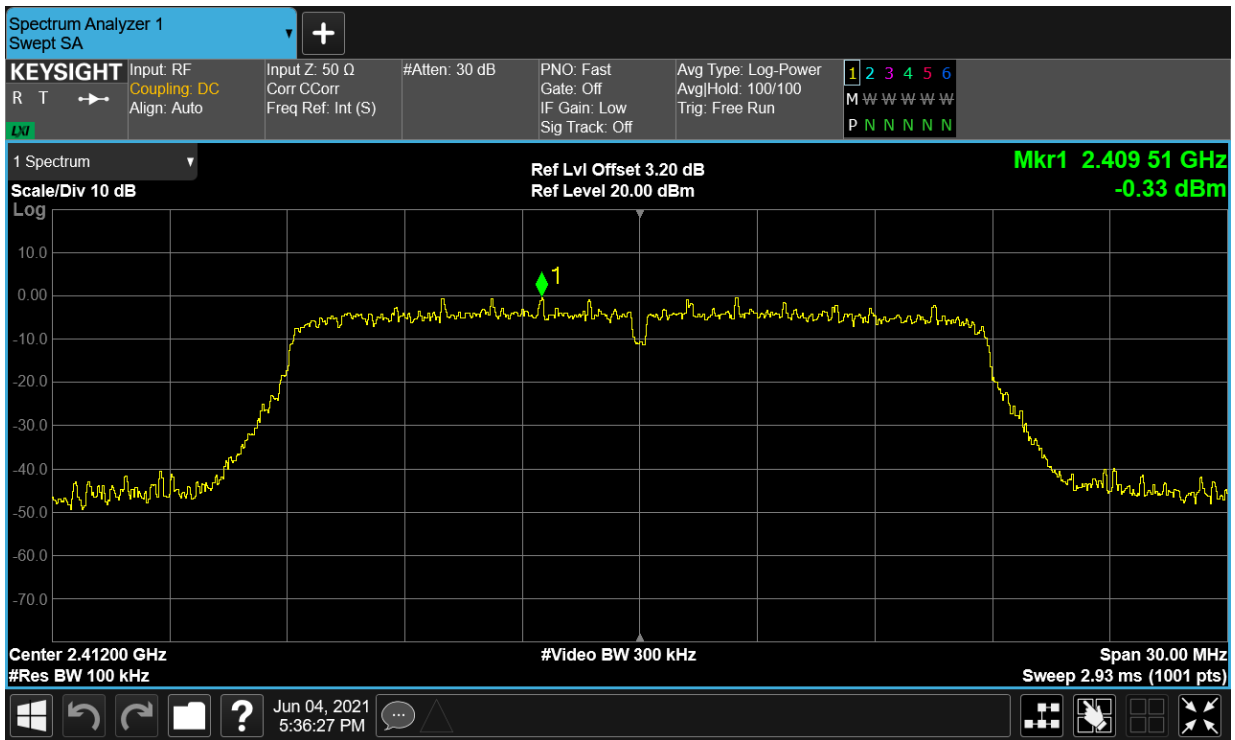 Spectrum Analyzer 1
Swept SA
+
KEYSIGHT
R T
LXI
Input: RF
Coupling: DC
Align: Auto
Input Z: 50 Ω
Corr CCorr
Freq Ref: Int (S)
#Atten: 30 dB
PNO: Fast
Gate: Off
IF Gain: Low
Sig Track: Off
Avg Type: Log-Power
Avg|Hold: 100/100
Trig: Free Run
1 2 3 4 5 6
M W W W W W
P N N N N N
1 Spectrum
Scale/Div 10 dB
Log
Ref Lvl Offset 3.20 dB
Ref Level 20.00 dBm
Mkr1 2.409 51 GHz
-0.33 dBm
10.0
0.00
-10.0
-20.0
-30.0
-40.0
-50.0
-60.0
-70.0
1
Center 2.41200 GHz
#Res BW 100 kHz
#Video BW 300 kHz
Span 30.00 MHz
Sweep 2.93 ms (1001 pts)
?
Jun 04, 2021
5:36:27 PM